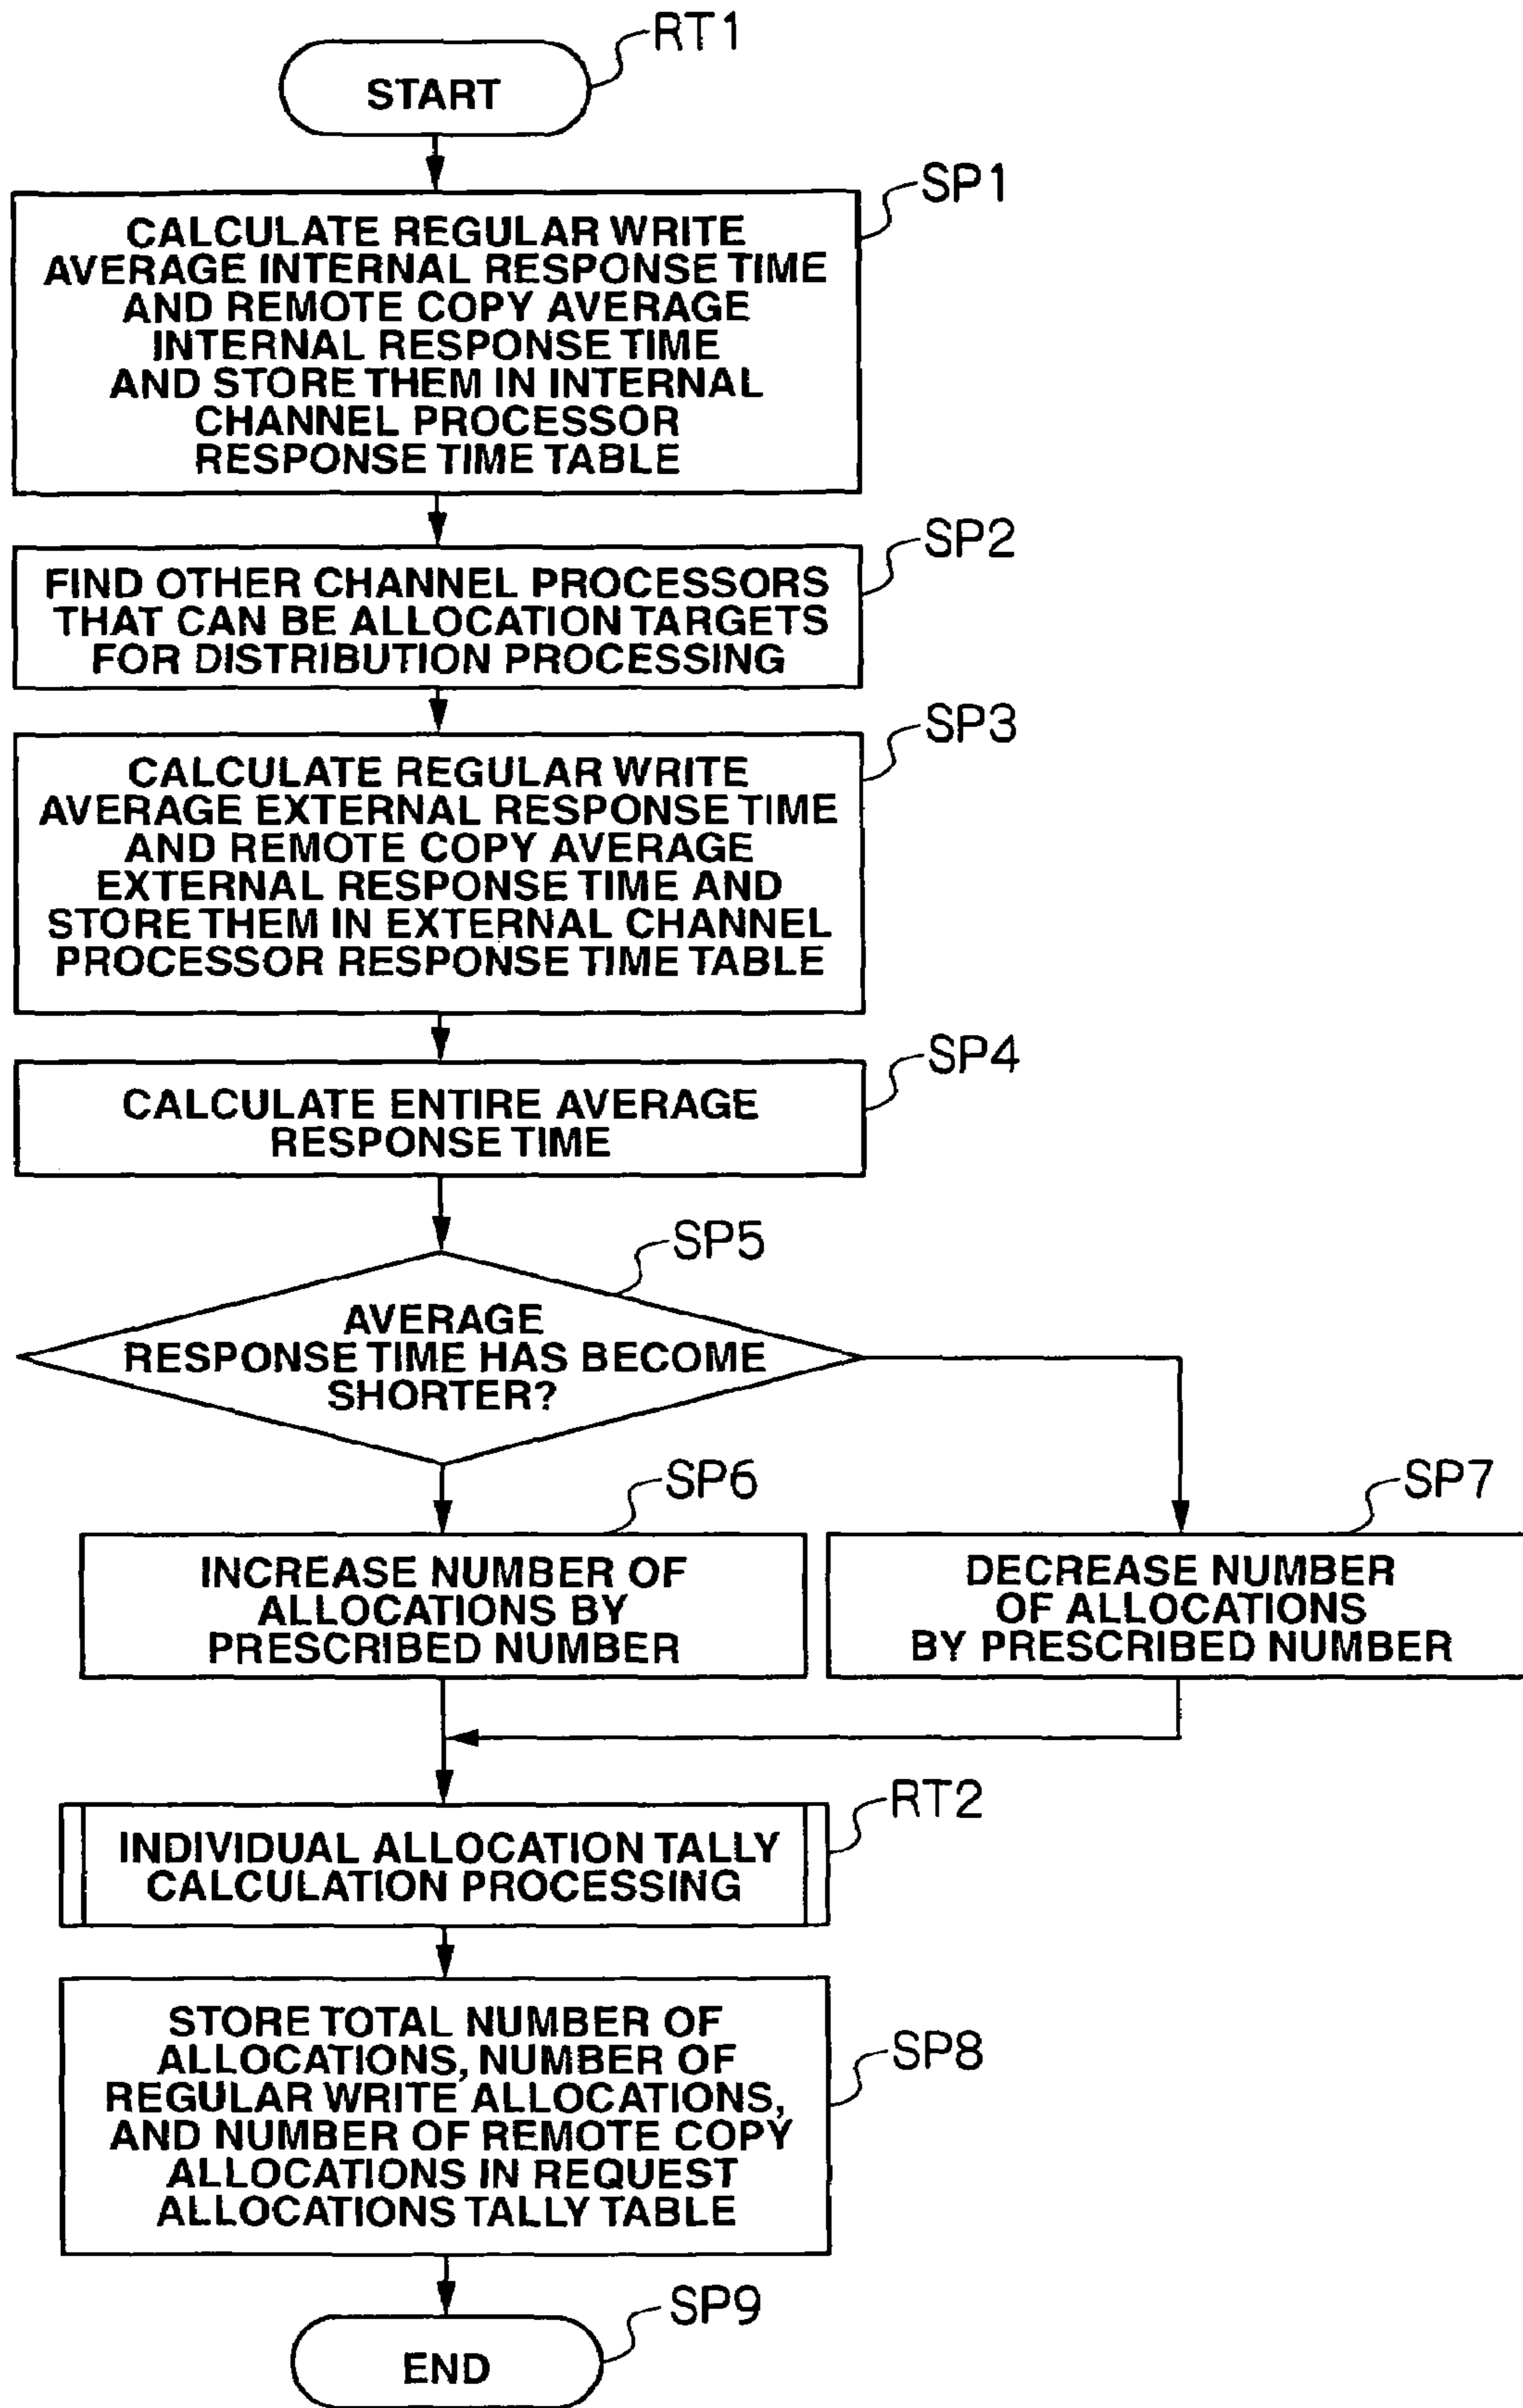 RT1
START
SP1
CALCULATE REGULAR WRITE
AVERAGE INTERNAL RESPONSE TIME
AND REMOTE COPY AVERAGE
INTERNAL RESPONSE TIME
AND STORE THEM IN INTERNAL
CHANNEL PROCESSOR
RESPONSE TIME TABLE
SP2
FIND OTHER CHANNEL PROCESSORS
THAT CAN BE ALLOCATION TARGETS
FOR DISTRIBUTION PROCESSING
SP3
CALCULATE REGULAR WRITE
AVERAGE EXTERNAL RESPONSE TIME
AND REMOTE COPY AVERAGE
EXTERNAL RESPONSE TIME AND
STORE THEM IN EXTERNAL CHANNEL
PROCESSOR RESPONSE TIME TABLE
SP4
CALCULATE ENTIRE AVERAGE
RESPONSE TIME
SP5
AVERAGE
RESPONSE TIME HAS BECOME
SHORTER?
SP6
INCREASE NUMBER OF
ALLOCATIONS BY
PRESCRIBED NUMBER
SP7
DECREASE NUMBER
OF ALLOCATIONS
BY PRESCRIBED NUMBER
RT2
INDIVIDUAL ALLOCATION TALLY
CALCULATION PROCESSING
SP8
STORE TOTAL NUMBER OF
ALLOCATIONS, NUMBER OF
REGULAR WRITE ALLOCATIONS,
AND NUMBER OF REMOTE COPY
ALLOCATIONS IN REQUEST
ALLOCATIONS TALLY TABLE
SP9
END